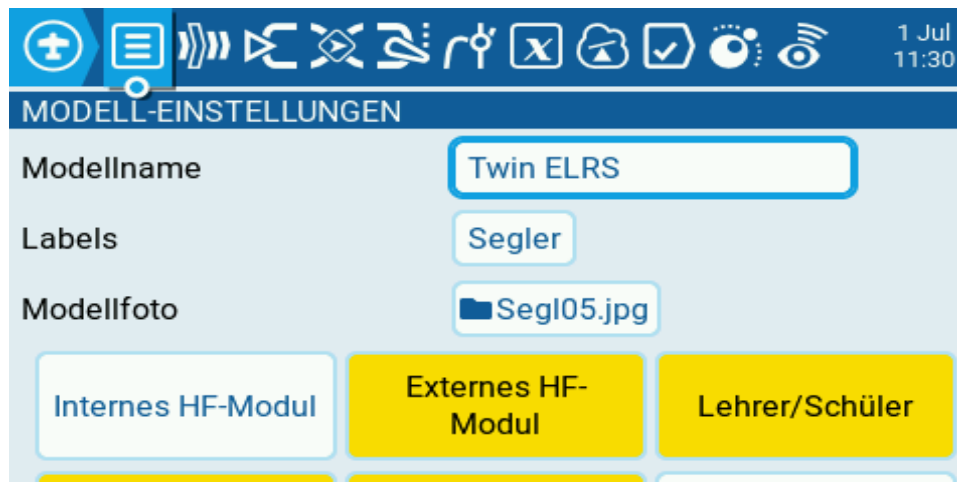 1 Jul
11:30
MODELL-EINSTELLUNGEN
Modellname
Twin ELRS
Labels
Segler
Modellfoto
Segl05.jpg
Internes HF-Modul
Externes HF-
Modul
Lehrer/Schüler